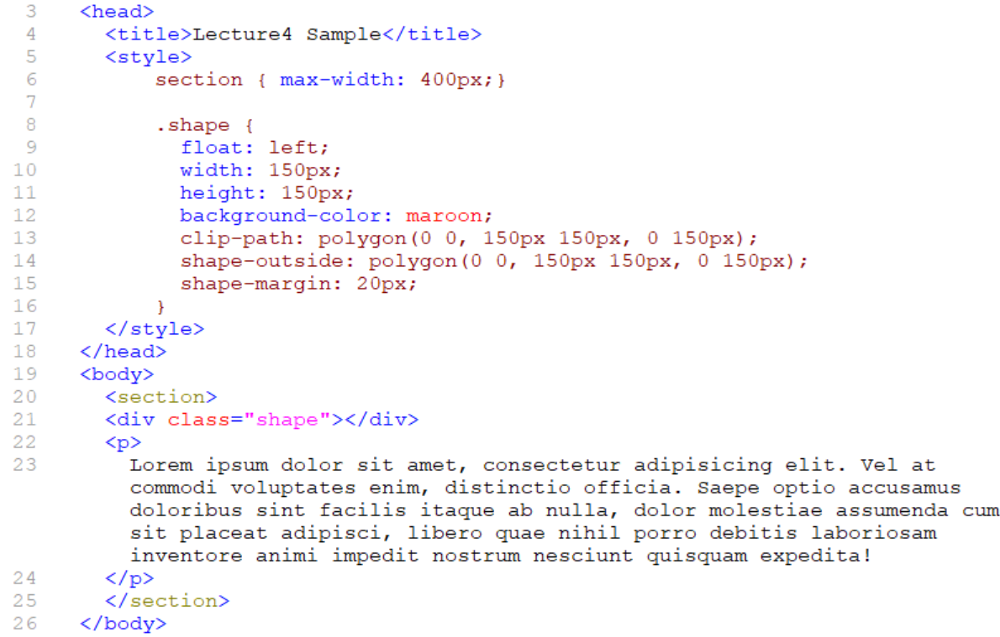 3 <head>
4 <title>Lecture4 Sample</title>
5 <style>
6 section { max-width: 400px;}
7
8 .shape {
9 float: left;
10 width: 150px;
11 height: 150px;
12 background-color: maroon;
13 clip-path: polygon(0 0, 150px 150px, 0 150px);
14 shape-outside: polygon(0 0, 150px 150px, 0 150px);
15 shape-margin: 20px;
16 }
17 </style>
18 </head>
19 <body>
20 <section>
21 <div class="shape"></div>
22 <p>
23 Lorem ipsum dolor sit amet, consectetur adipisicing elit. Vel at
commodi voluptates enim, distinctio officia. Saepe optio accusamus
doloribus sint facilis itaque ab nulla, dolor molestiae assumenda cum
sit placeat adipisci, libero quae nihil porro debitis laboriosam
inventore animi impedit nostrum nesciunt quisquam expedita!
24 </p>
25 </section>
26 </body>